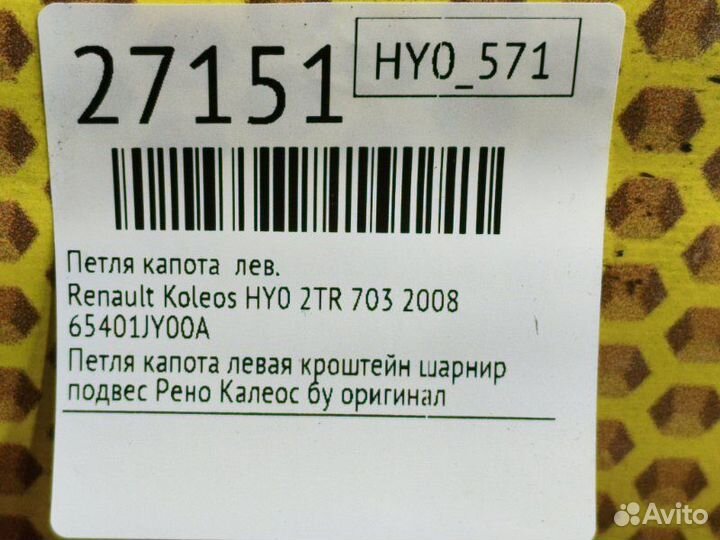 27151
HY0_571
Петля капота лев.
Renault Koleos HY0 2TR 703 2008
65401JY00A
Петля капота левая кроштейн шарнир
подвес Рено Калеос бу оригинал
Avito